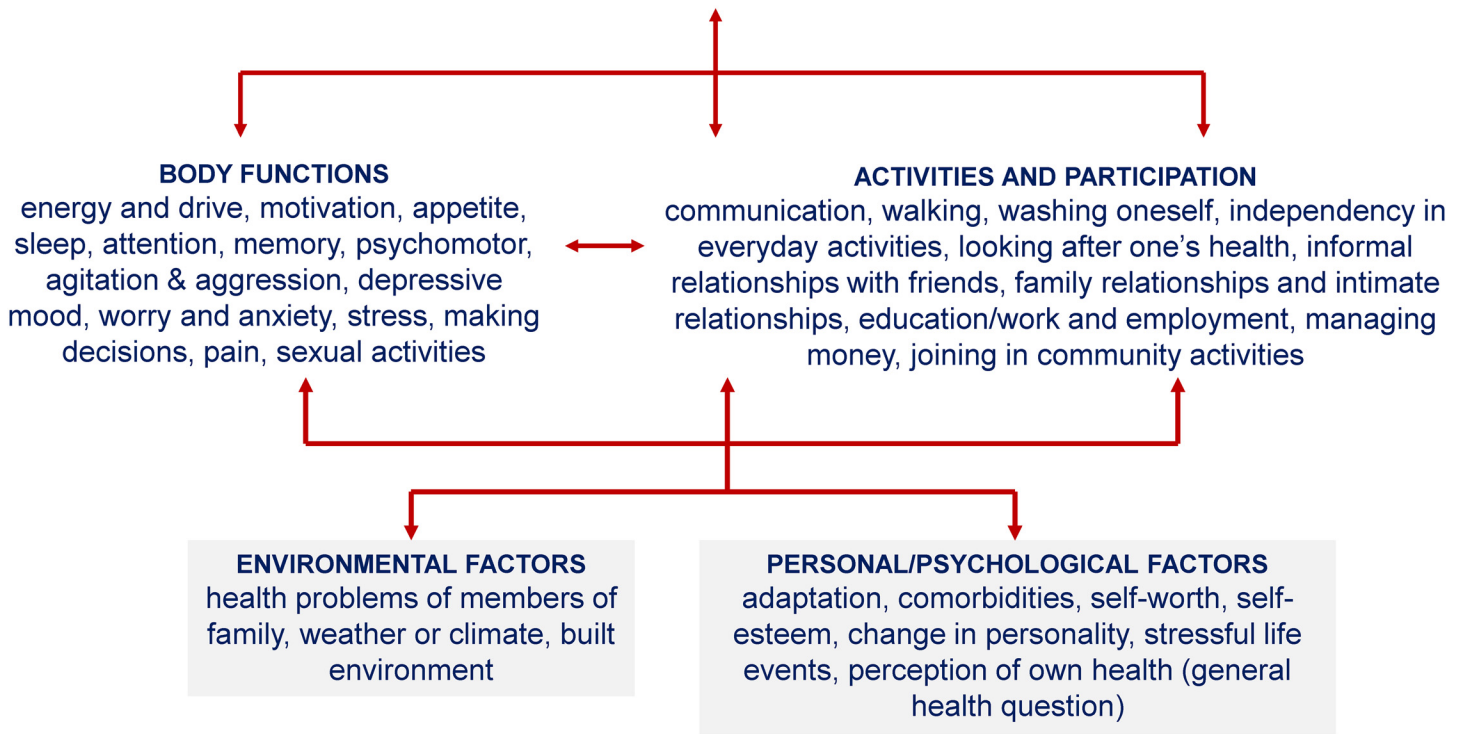 BODY FUNCTIONS
energy and drive, motivation, appetite,
sleep, attention, memory, psychomotor,
agitation & aggression, depressive
mood, worry and anxiety, stress, making
decisions, pain, sexual activities
ACTIVITIES AND PARTICIPATION
communication, walking, washing oneself, independency in
everyday activities, looking after one’s health, informal
relationships with friends, family relationships and intimate
relationships, education/work and employment, managing
money, joining in community activities
ENVIRONMENTAL FACTORS
health problems of members of
family, weather or climate, built
environment
PERSONAL/PSYCHOLOGICAL FACTORS
adaptation, comorbidities, self-worth, self-
esteem, change in personality, stressful life
events, perception of own health (general
health question)